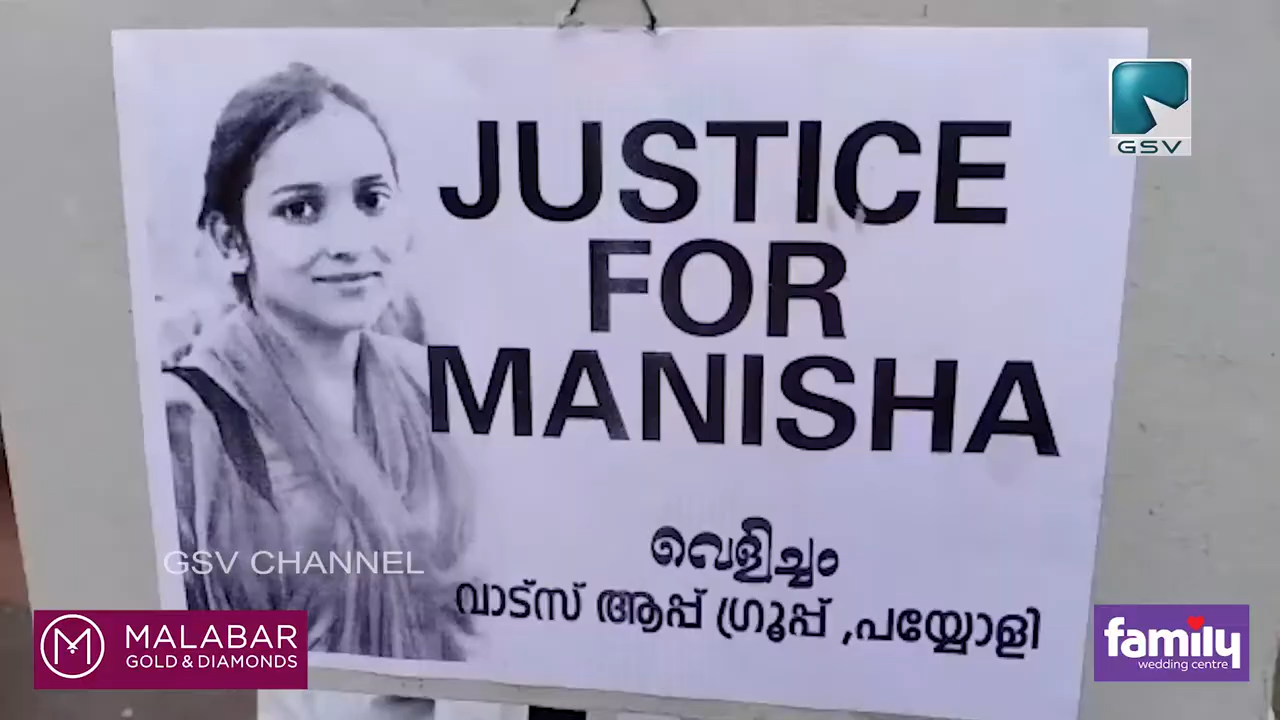 JUSTICE
FOR
MANISHA
വെളിച്ചം
വാട്സ് ആപ്പ് ഗ്രൂപ്പ് ,പയ്യോളി
GSV
GSV CHANNEL
MALABAR
GOLD & DIAMONDS
family
wedding centre